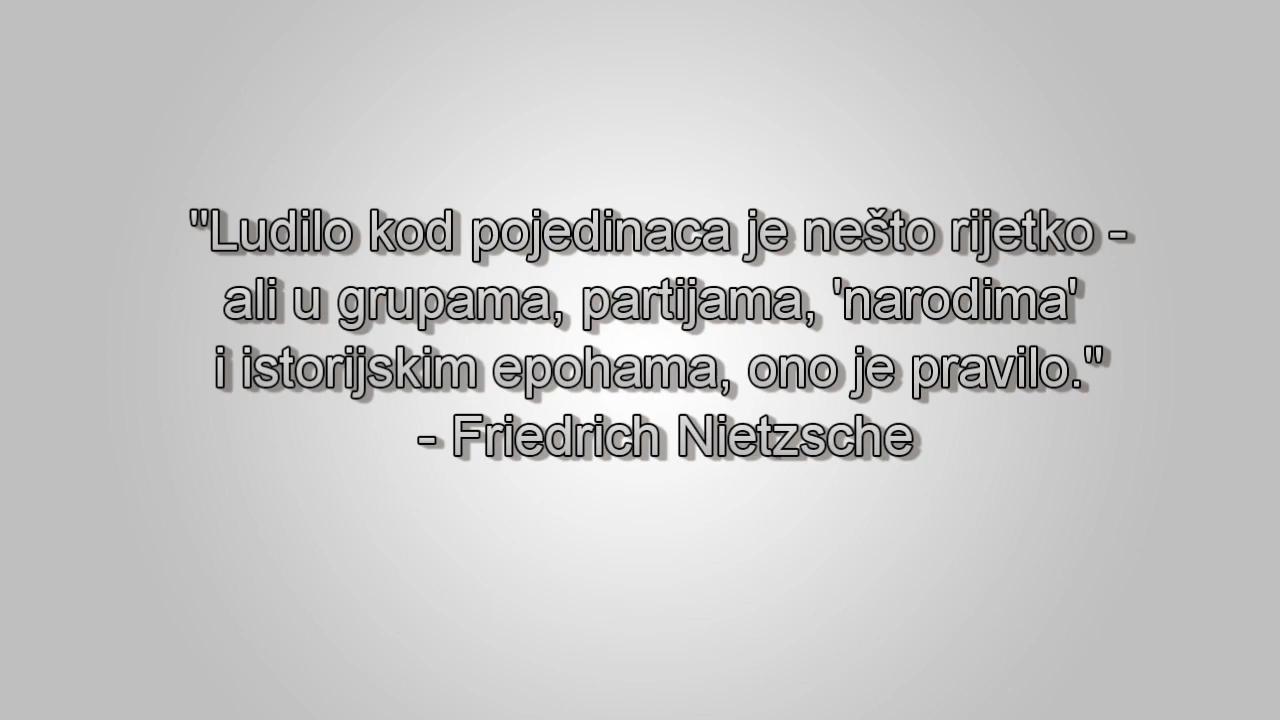 "Ludilo kod pojedinaca je nešto rijetko -
ali u grupama, partijama, 'narodima'
i istorijskim epohama, ono je pravilo."
- Friedrich Nietzsche